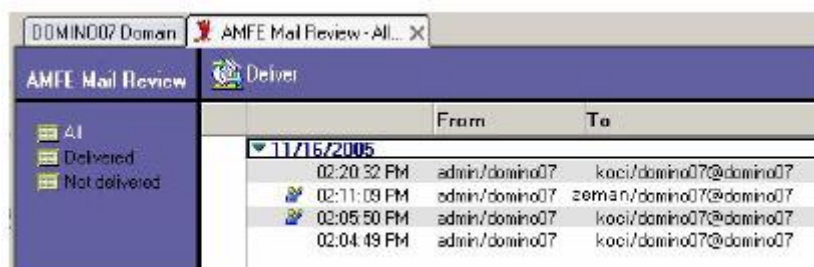 DOMINO07 Domain
AMFE Mail Review - All...
AMFE Mail Review
Deliver
All
Delivered
Not delivered
From To
11/16/2005
02:20:32 PM admin/domino07 koci/domino07@domino07
02:11:09 PM admin/domino07 zeman/domino07@domino07
02:05:50 PM admin/domino07 koci/domino07@domino07
02:04:49 PM admin/domino07 koci/domino07@domino07